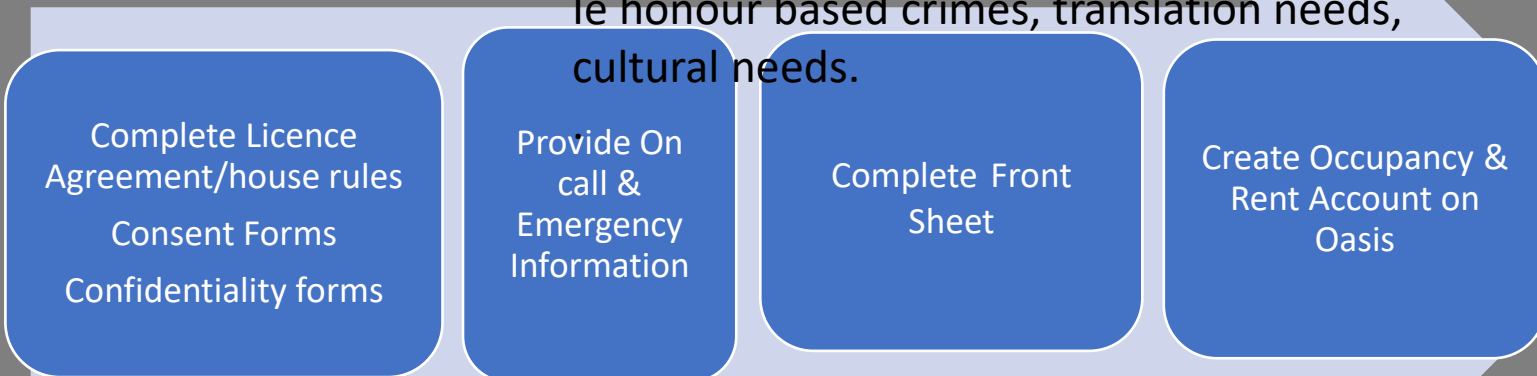 le honour based crimes, translation needs,
cultural needs.
.
Complete Licence
Agreement/house rules
Consent Forms
Confidentiality forms
Provide On
call &
Emergency
Information
Complete Front
Sheet
Create Occupancy &
Rent Account on
Oasis